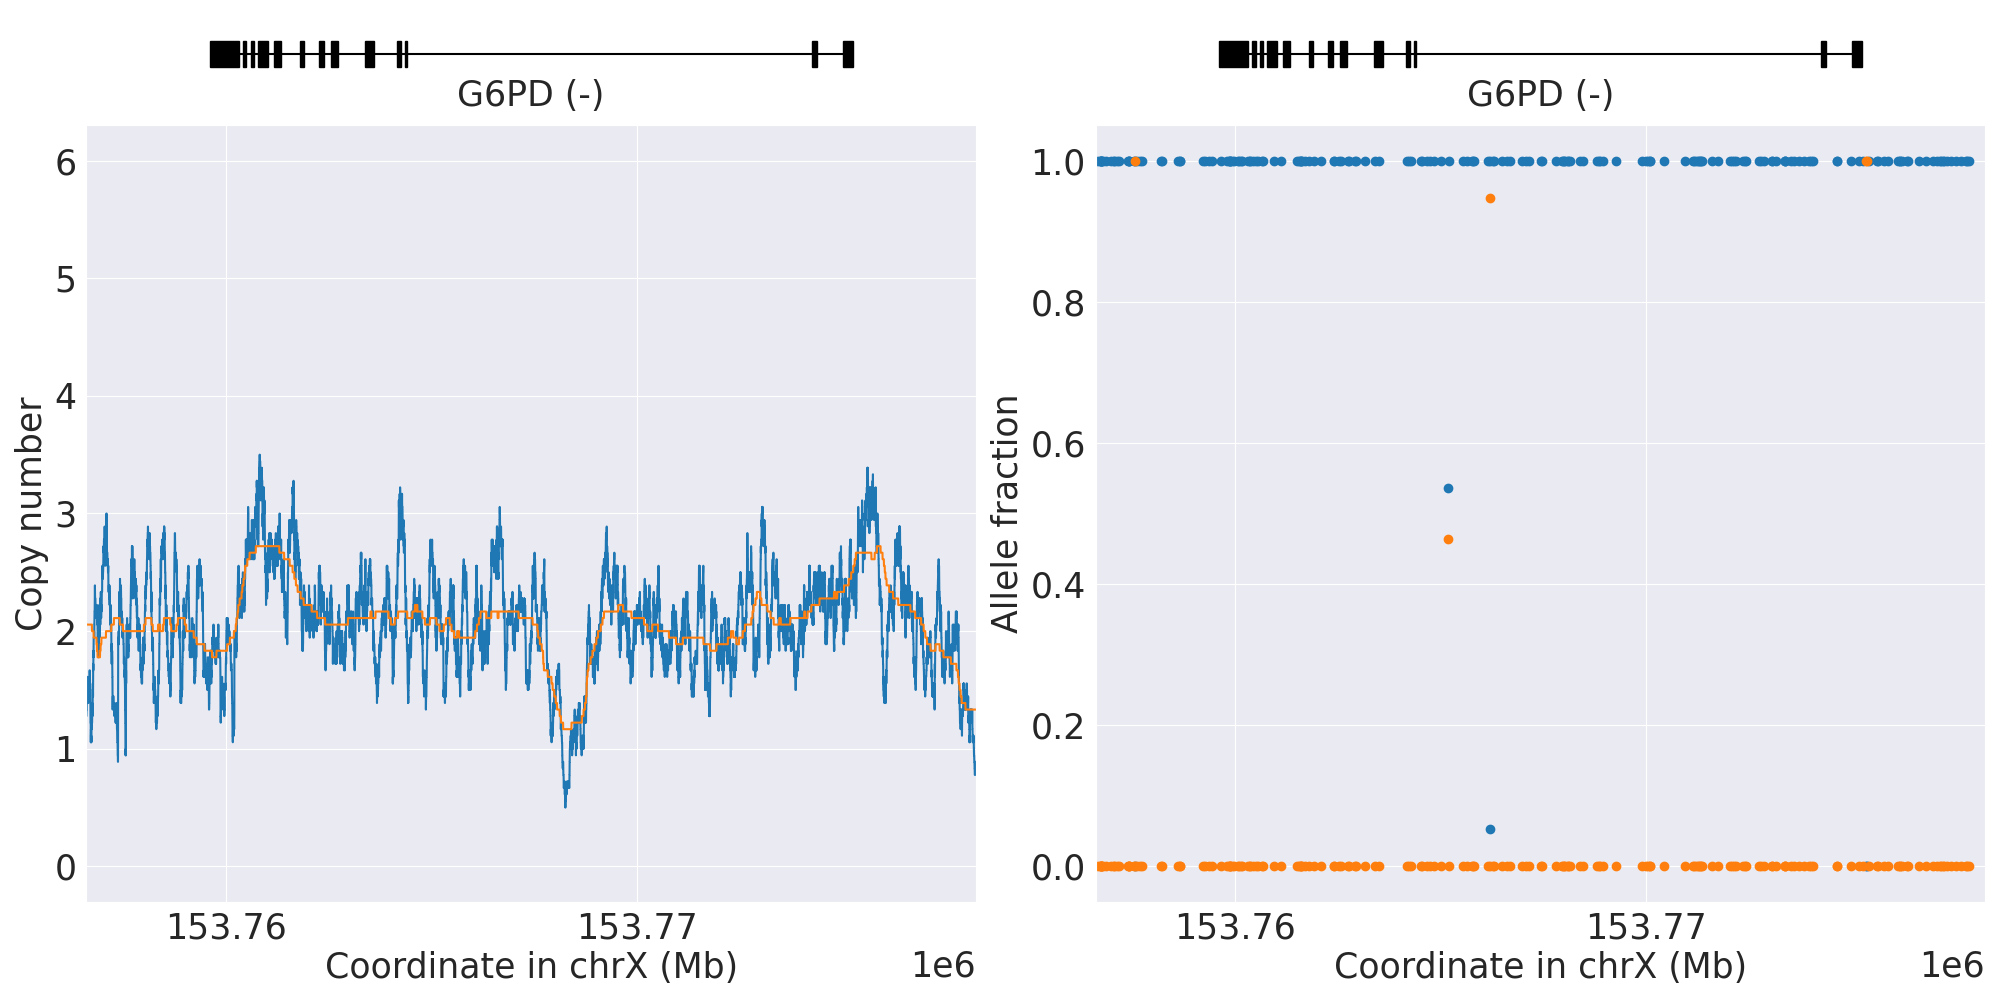 G6PD (-)
6
5
4
3
2
1
0
Copy number
153.76
153.77
Coordinate in chrX (Mb)
1e6
G6PD (-)
1.0
0.8
0.6
0.4
0.2
0.0
Allele fraction
153.76
153.77
Coordinate in chrX (Mb)
1e6